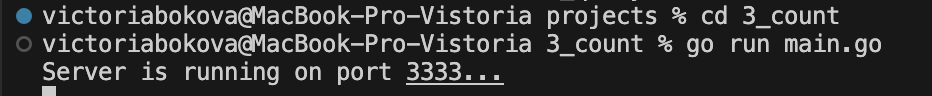 victoriabokova@MacBook-Pro-Vistoria projects % cd 3_count
victoriabokova@MacBook-Pro-Vistoria 3_count % go run main.go
Server is running on port 3333...